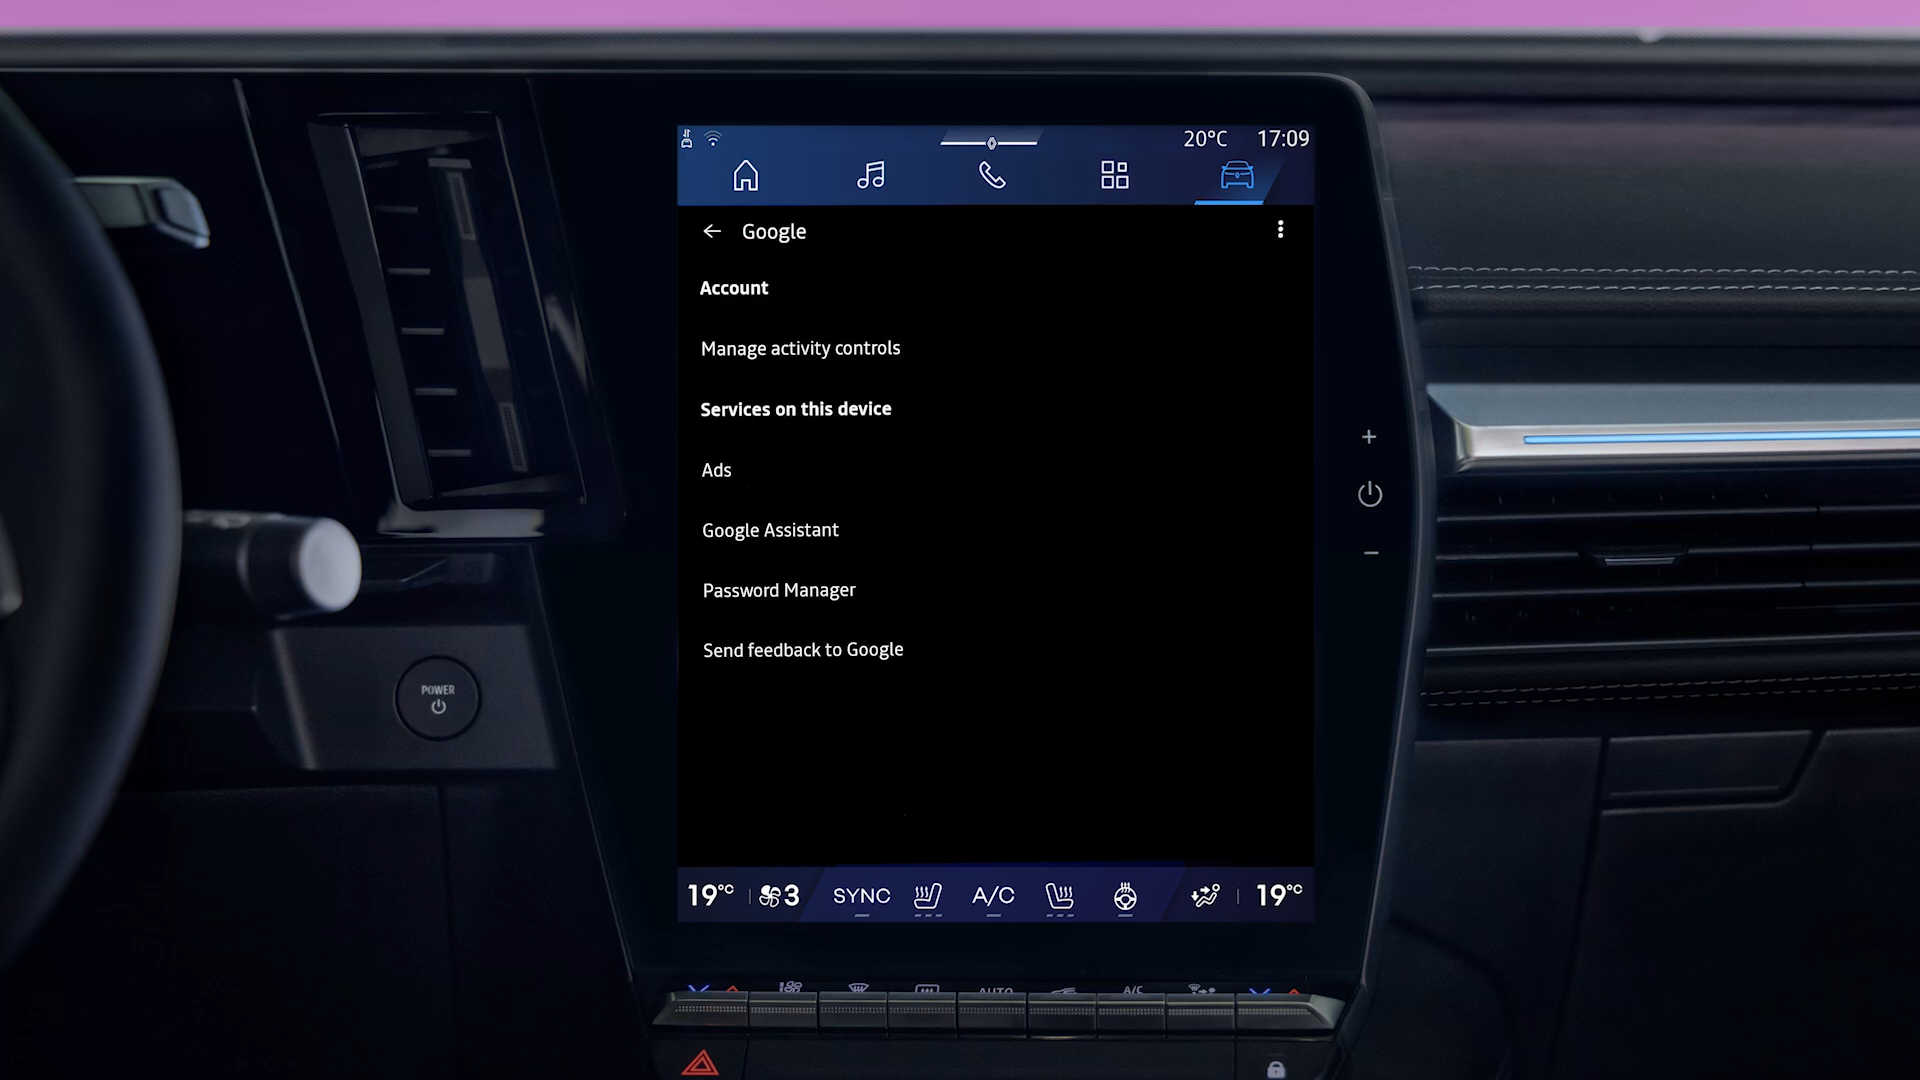 20°C 17:09
Google
Account
Manage activity controls
Services on this device
Ads
Google Assistant
Password Manager
Send feedback to Google
POWER
19°C 3 SYNC A/C 19°C
AUTO A/C